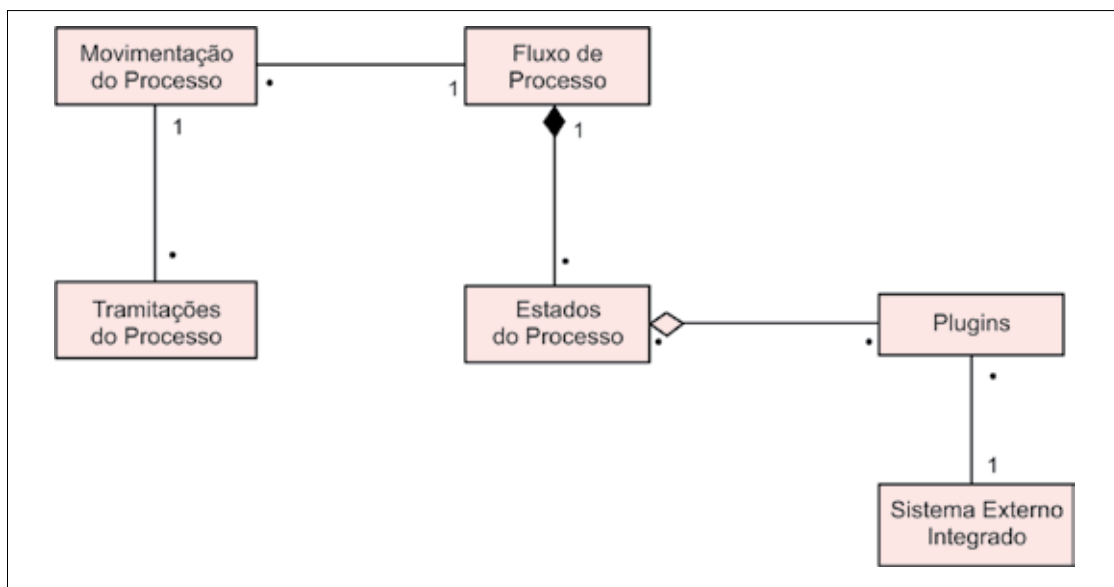 Movimentação
do Processo
Fluxo de
Processo
*
1
1
1
*
*
Tramitações
do Processo
Estados
do Processo
*
*
Plugins
*
1
Sistema Externo
Integrado